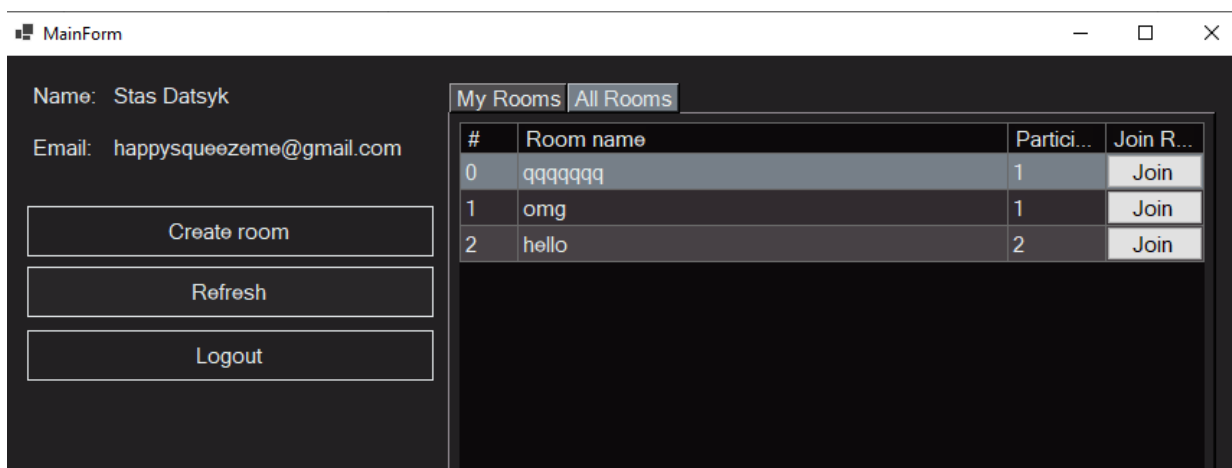 MainForm
Name: Stas Datsyk
Email: happysqueezeme@gmail.com
Create room
Refresh
Logout
My Rooms All Rooms
# Room name Partici... Join R...
0 qqqqqqq 1 Join
1 omg 1 Join
2 hello 2 Join